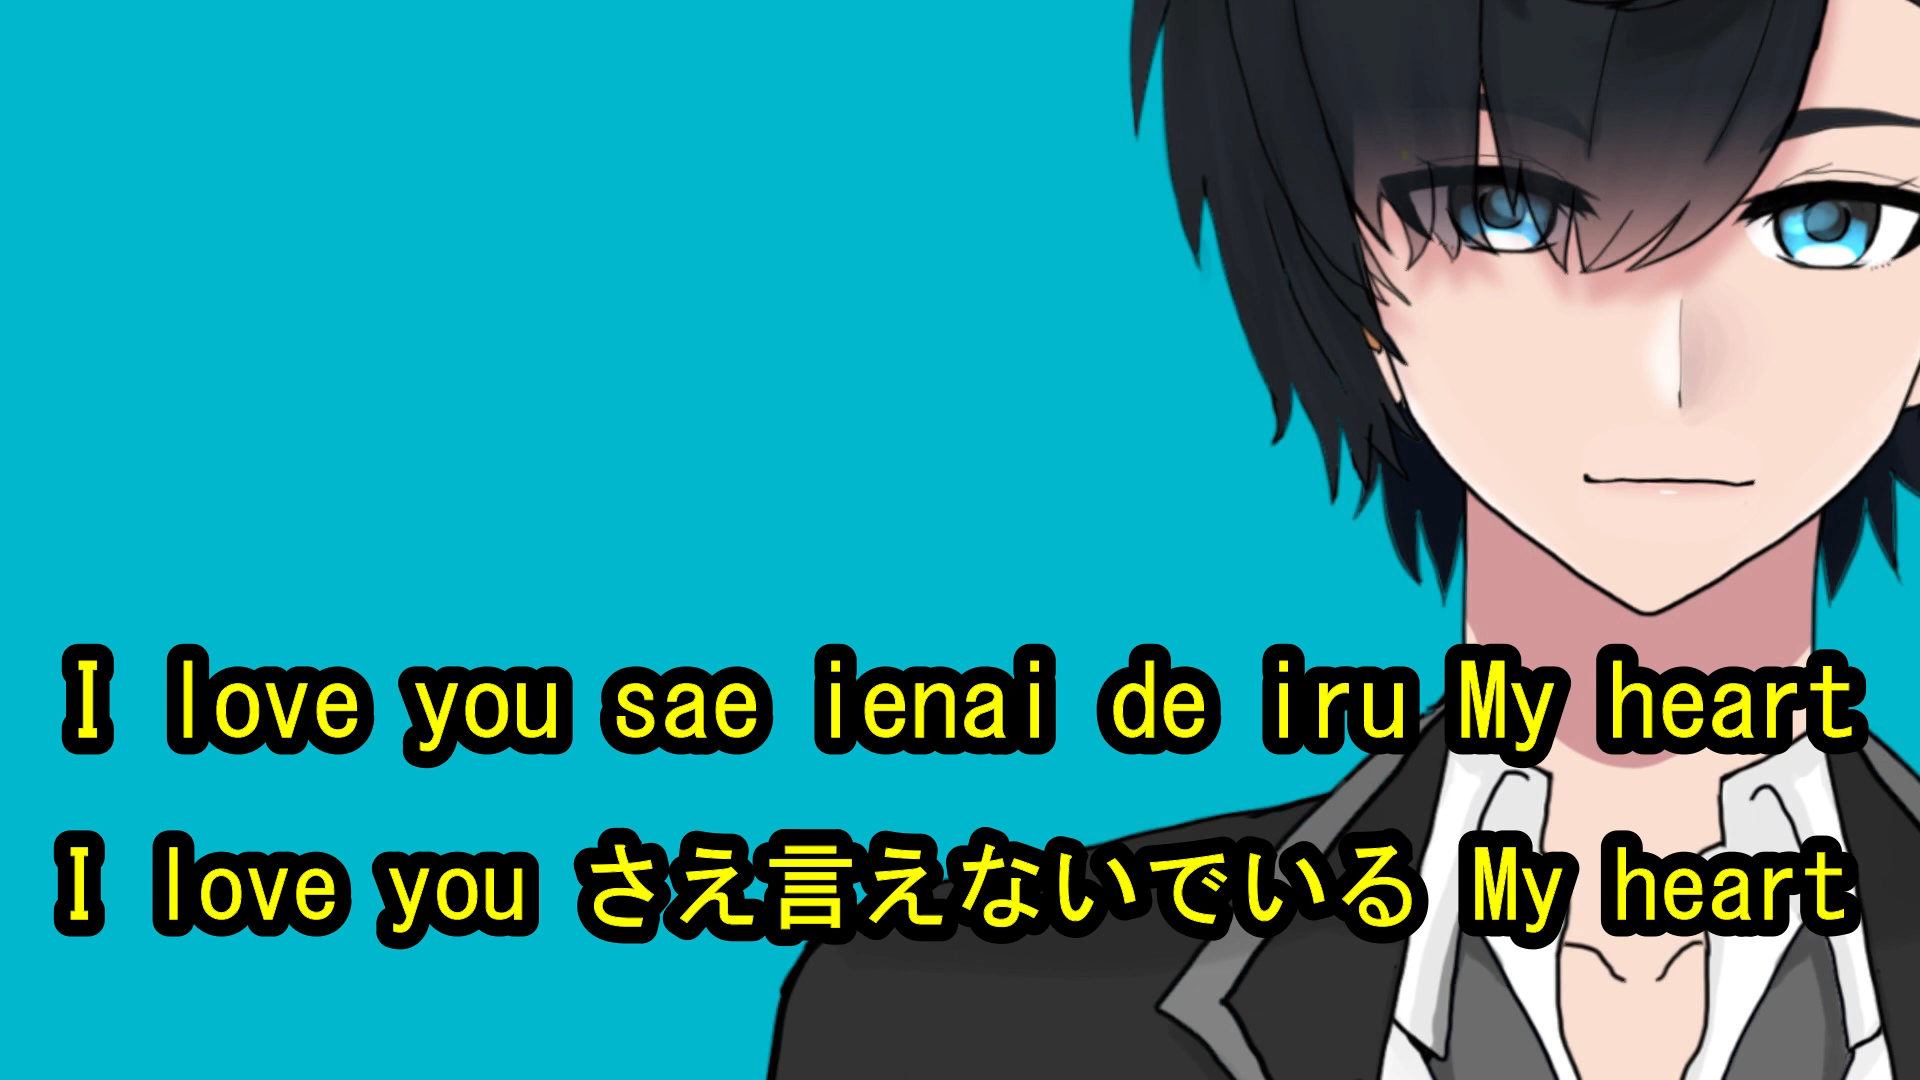 I love you sae ienai de iru My heart
I love you さえ言えないでいる My heart